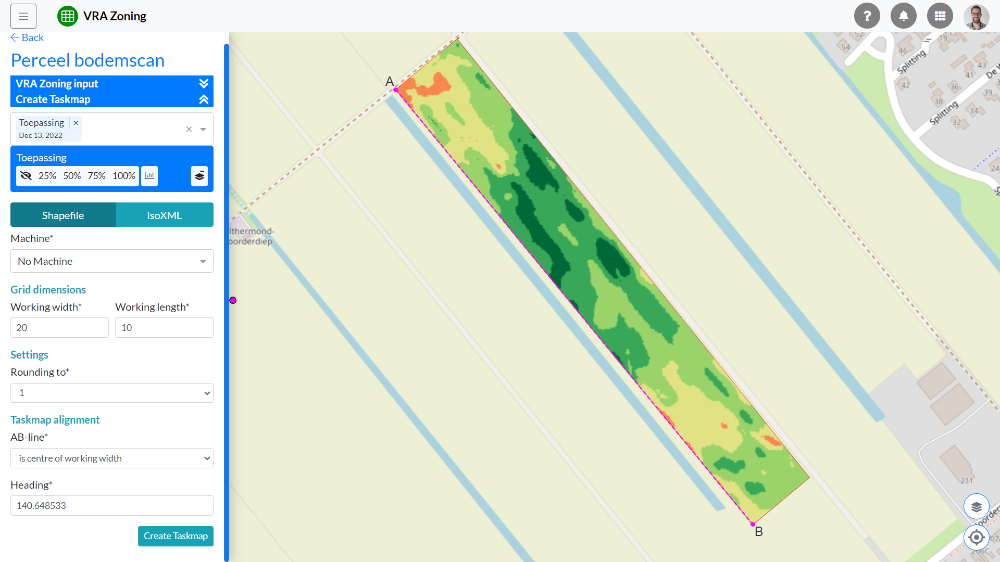 VRA Zoning
Back
Perceel bodemscan
VRA Zoning input
Create Taskmap
Toepassing ×
Dec 13, 2022
Toepassing
25% 50% 75% 100%
Shapefile IsoXML
Machine*
No Machine
Grid dimensions
Working width* Working length*
20 10
Settings
Rounding to*
1
Taskmap alignment
AB-line*
is centre of working width
Heading*
140.648533
Create Taskmap
A
B
lthermond-
oorderdiep
52
19
54
46
Splitting
43
De
41
42
36
39
38
34
Splitting
32
24
211